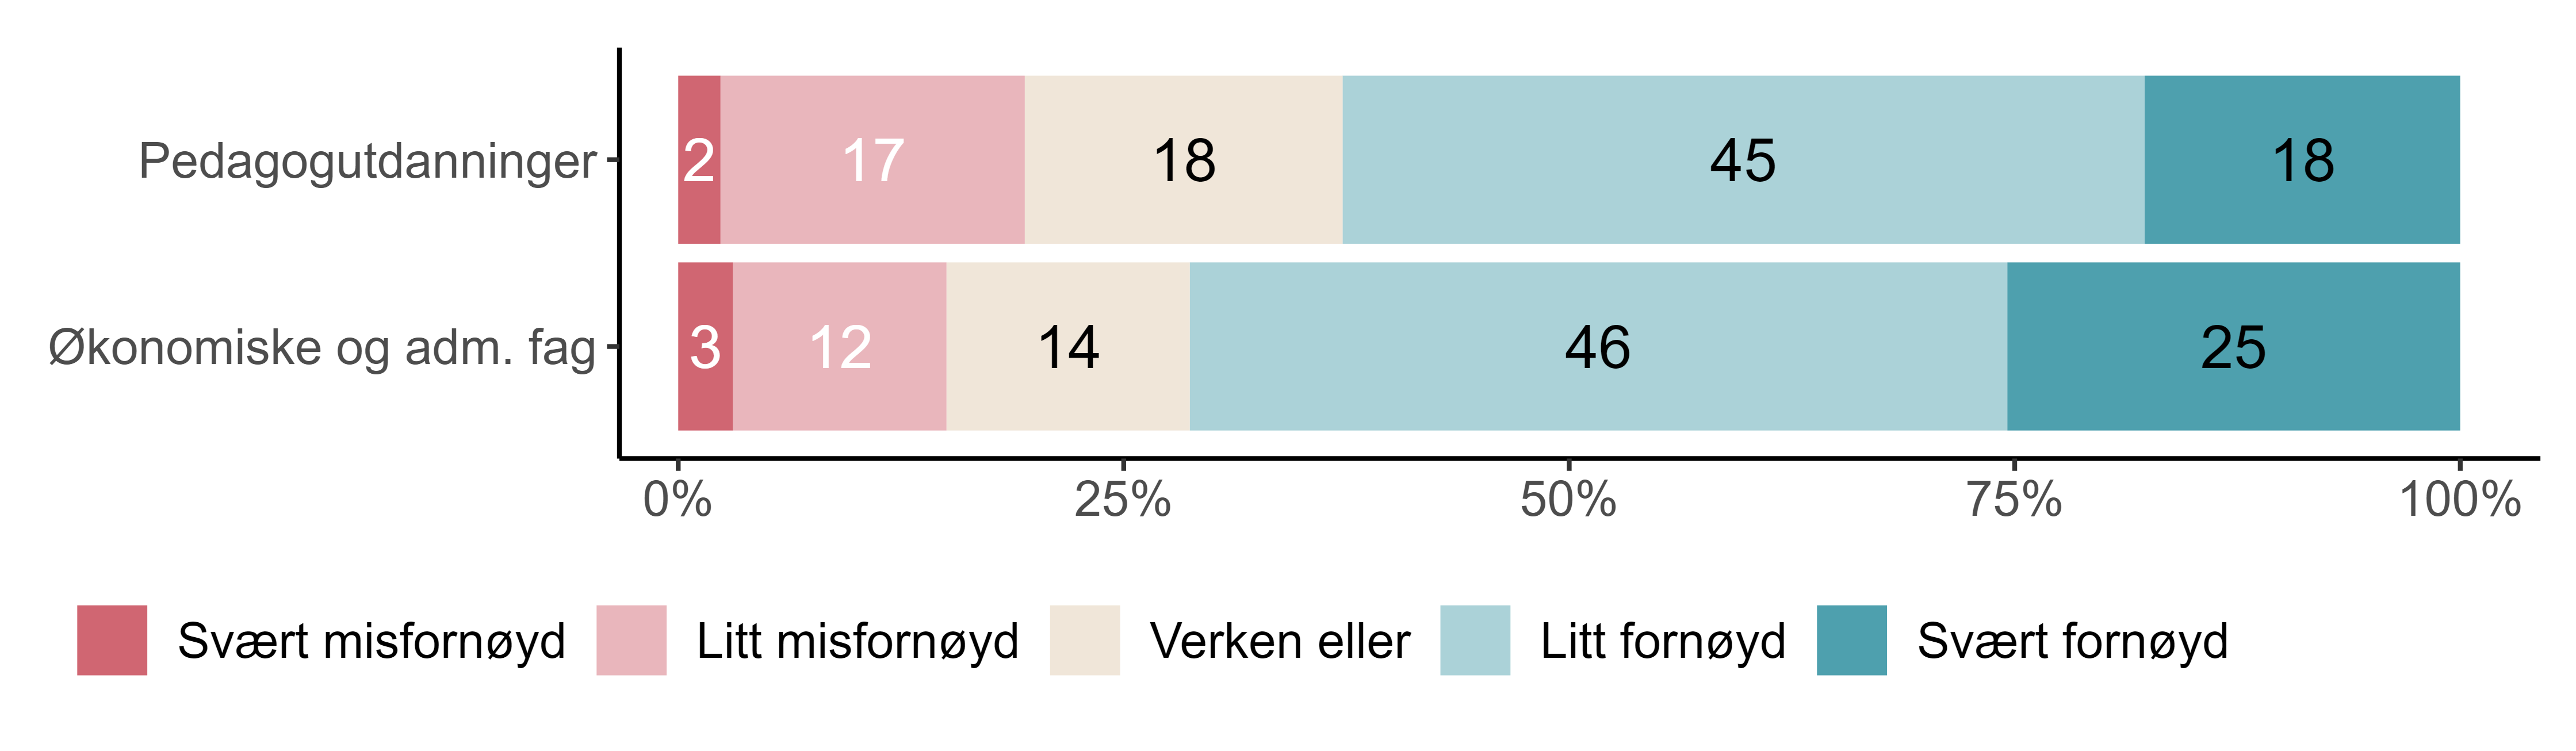 Pedagogutdanninger 2 17 18 45 18
Økonomiske og adm. fag 3 12 14 46 25
0% 25% 50% 75% 100%
Svært misfornøyd Litt misfornøyd Verken eller Litt fornøyd Svært fornøyd